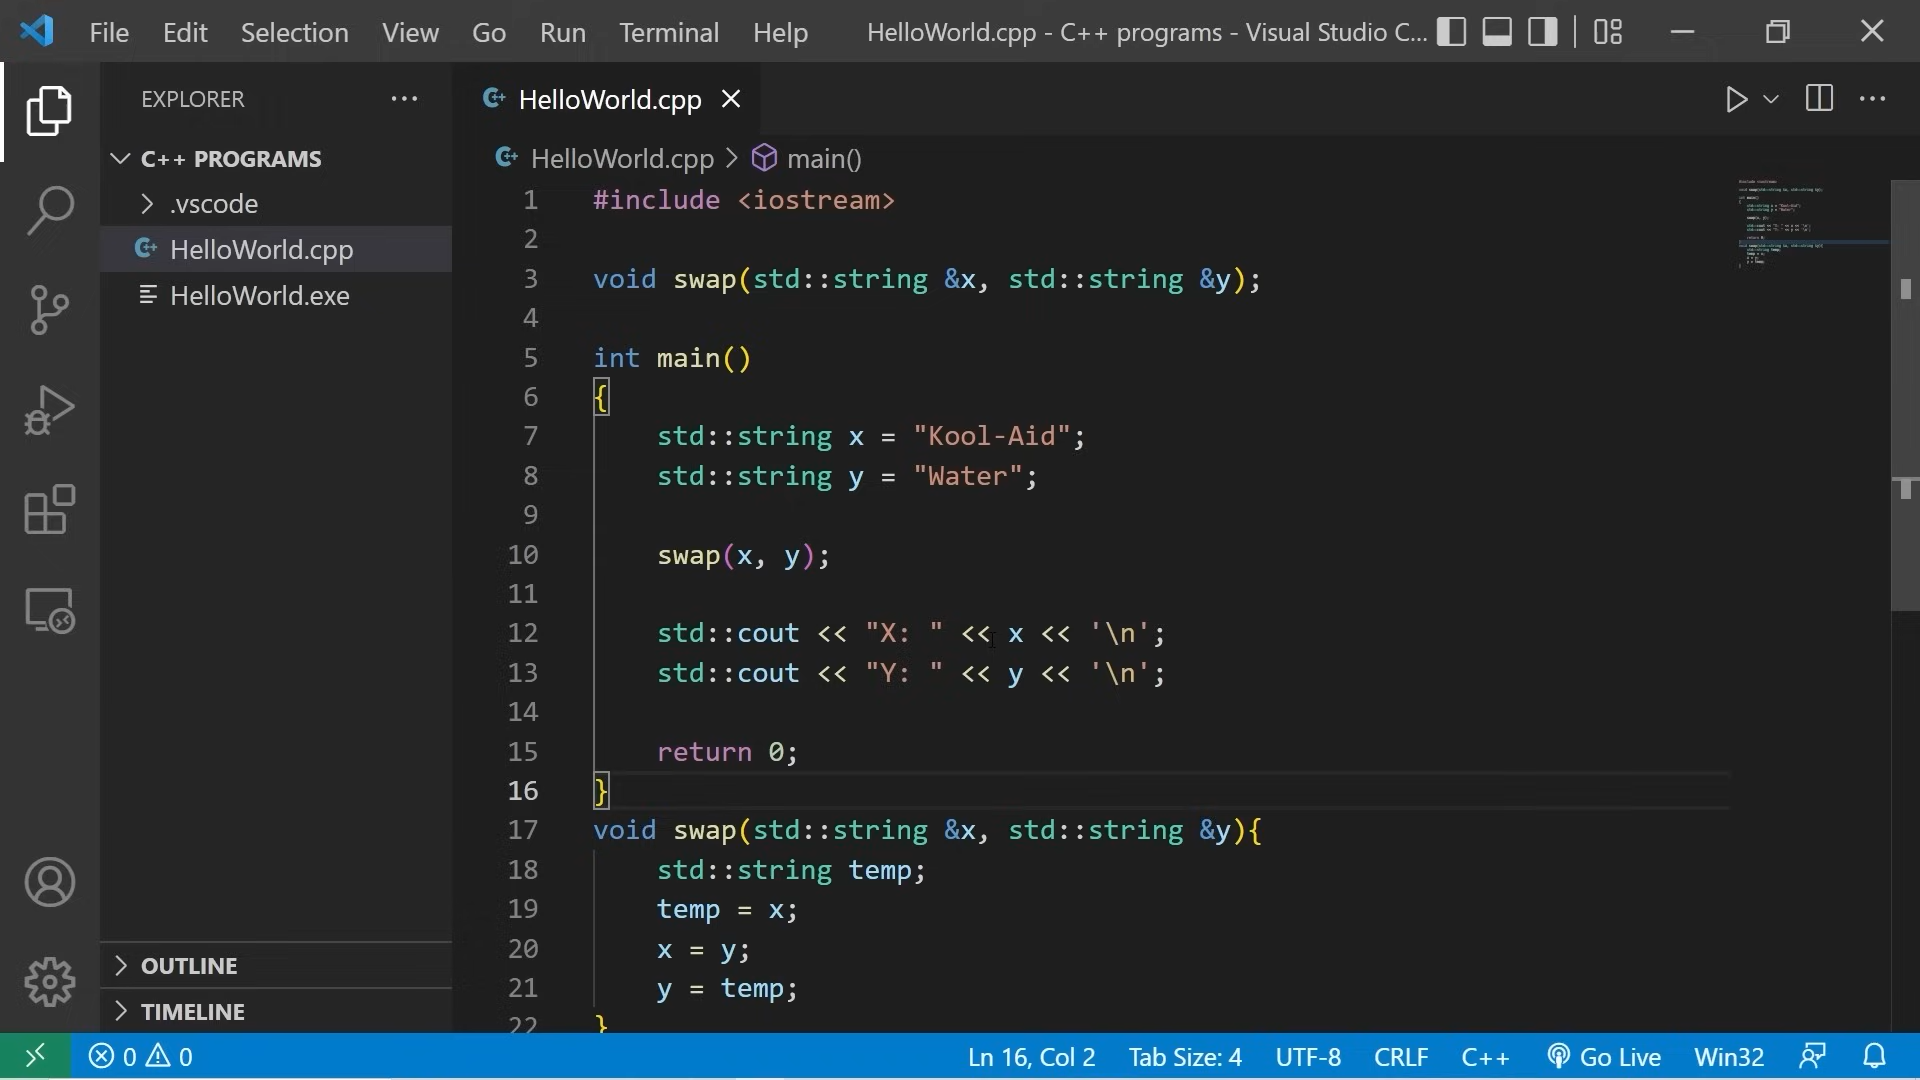 File Edit Selection View Go Run Terminal Help HelloWorld.cpp - C++ programs - Visual Studio C...
EXPLORER
C++ PROGRAMS
.vscode
HelloWorld.cpp
HelloWorld.exe
OUTLINE
TIMELINE
HelloWorld.cpp
HelloWorld.cpp > main()
1 #include <iostream>
2
3 void swap(std::string &x, std::string &y);
4
5 int main()
6 {
7 std::string x = "Kool-Aid";
8 std::string y = "Water";
9
10 swap(x, y);
11
12 std::cout << "X: " << x << '\n';
13 std::cout << "Y: " << y << '\n';
14
15 return 0;
16 }
17 void swap(std::string &x, std::string &y){
18 std::string temp;
19 temp = x;
20 x = y;
21 y = temp;
22 }
0 0 Ln 16, Col 2 Tab Size: 4 UTF-8 CRLF C++ Go Live Win32